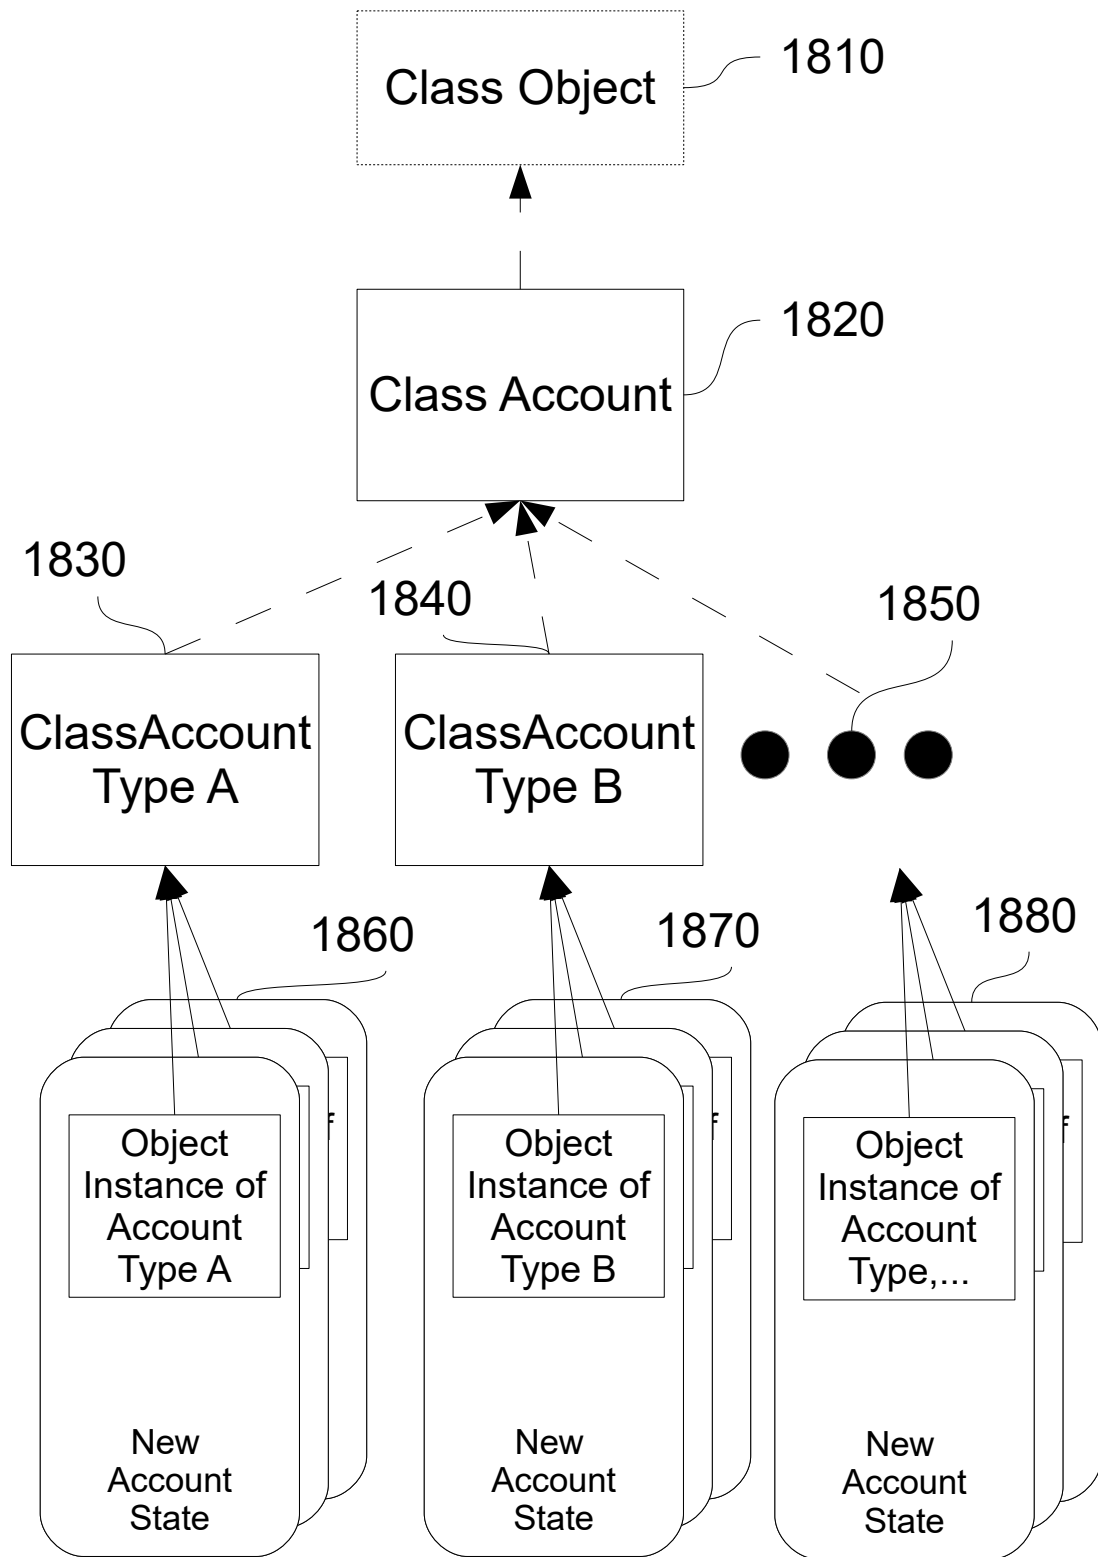 Class Object
1810
Class Account
1820
1830
1840
1850
ClassAccount
Type A
ClassAccount
Type B
1860
1870
1880
Object
Instance of
Account
Type A
New
Account
State
f
Object
Instance of
Account
Type B
New
Account
State
f
Object
Instance of
Account
Type,...
New
Account
State
f